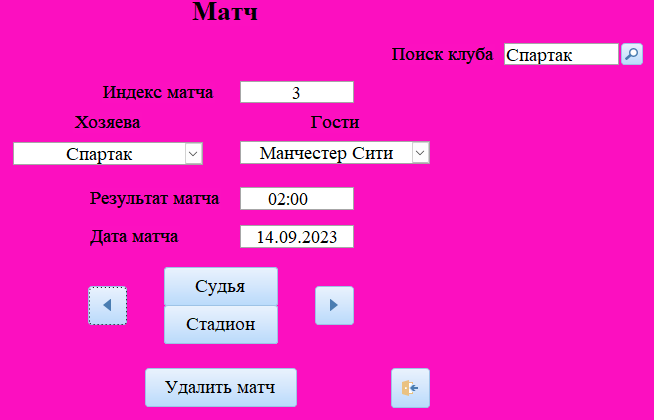 Матч
Поиск клуба Спартак
Индекс матча 3
Хозяева Гости
Спартак Манчестер Сити
Результат матча 02:00
Дата матча 14.09.2023
Судья
Стадион
Удалить матч